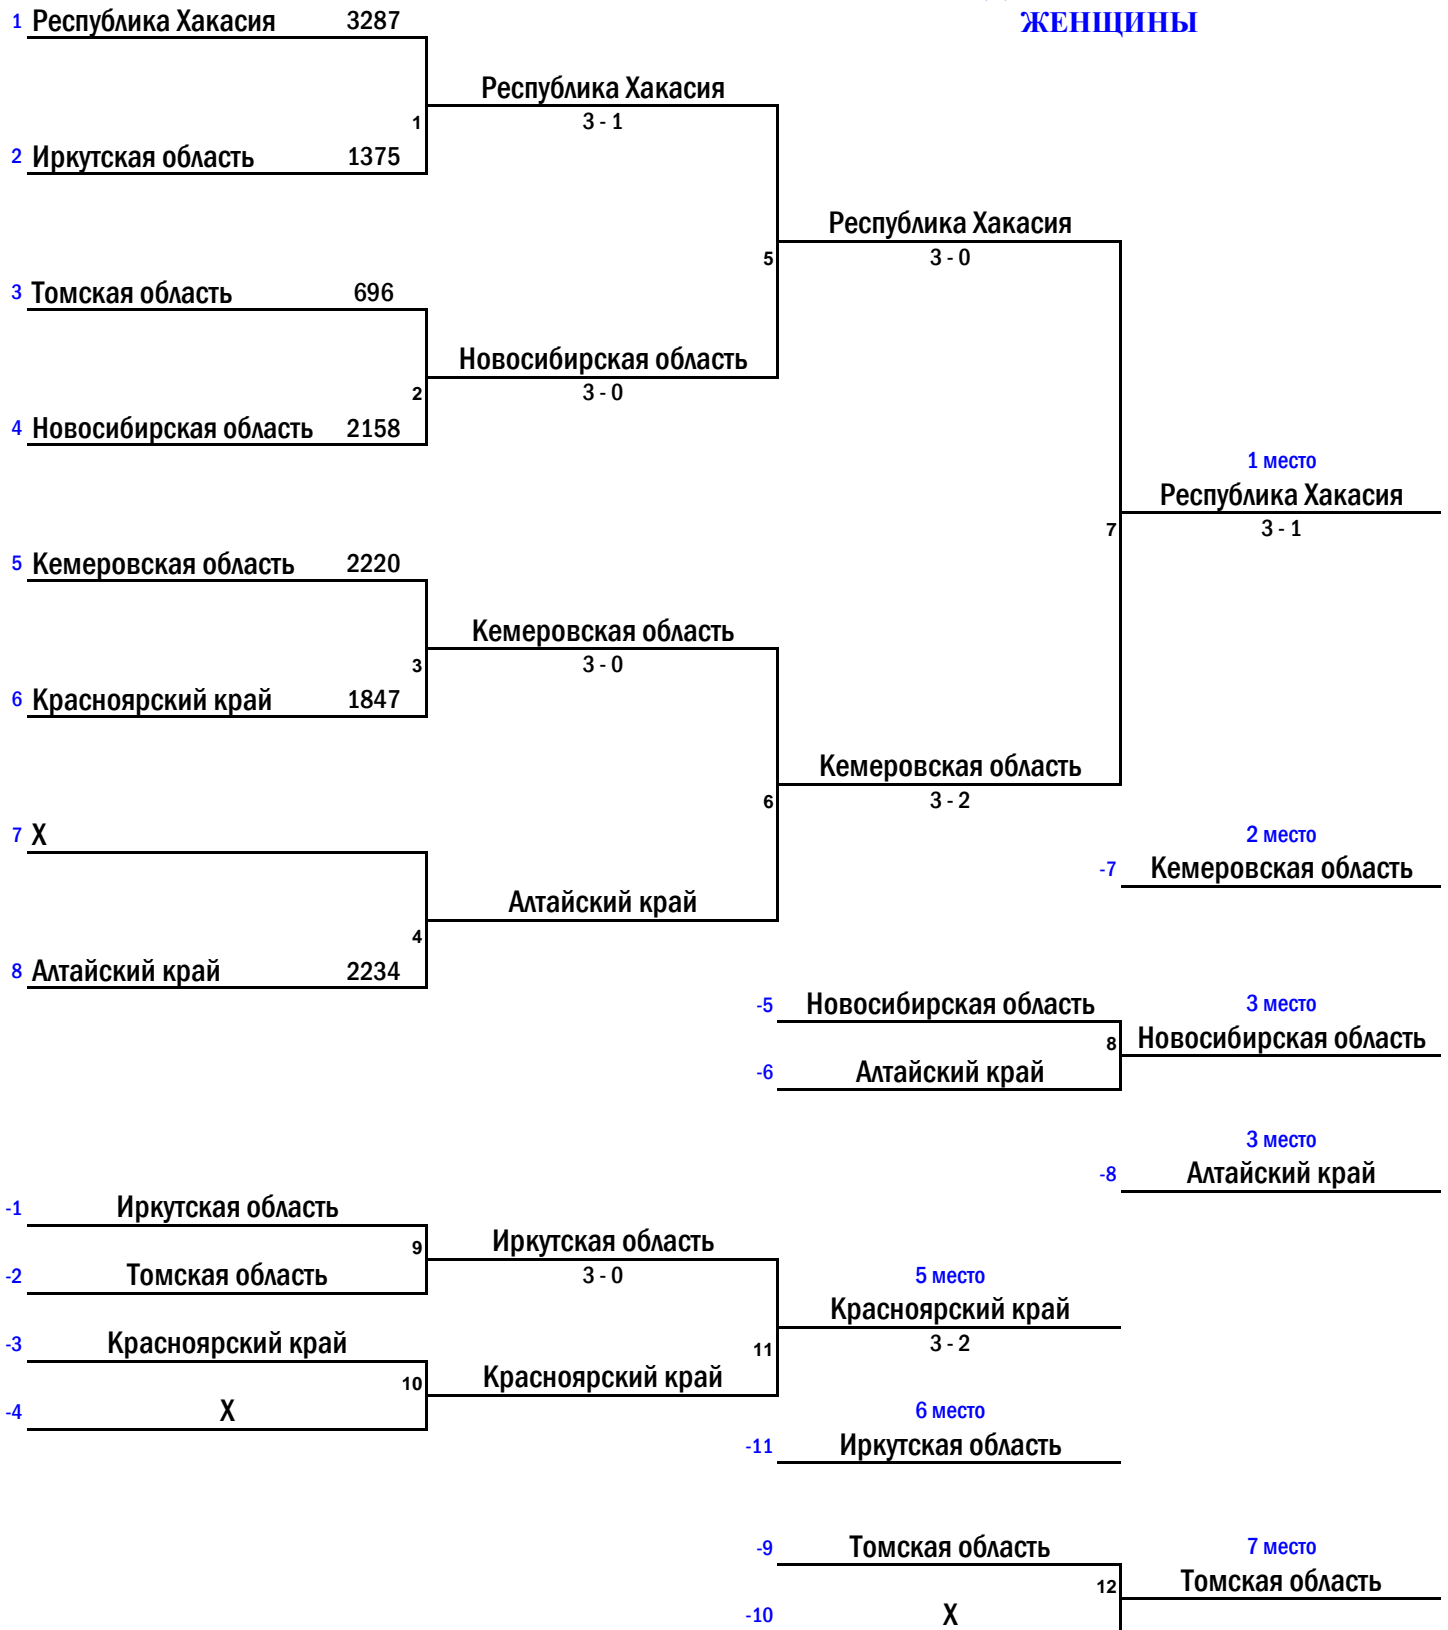 ЖЕНЩИНЫ
1 Республика Хакасия 3287
Республика Хакасия
1 3 - 1
2 Иркутская область 1375
Республика Хакасия
5 3 - 0
3 Томская область 696
Новосибирская область
2 3 - 0
4 Новосибирская область 2158
1 место
Республика Хакасия
7 3 - 1
5 Кемеровская область 2220
Кемеровская область
3 3 - 0
6 Красноярский край 1847
Кемеровская область
6 3 - 2
7 X
2 место
-7 Кемеровская область
Алтайский край
4
8 Алтайский край 2234
-5 Новосибирская область 3 место
8 Новосибирская область
-6 Алтайский край
3 место
-8 Алтайский край
-1 Иркутская область
9 Иркутская область
-2 Томская область 3 - 0 5 место
Красноярский край
-3 Красноярский край 11 3 - 2
10 Красноярский край
-4 X 6 место
-11 Иркутская область
-9 Томская область 7 место
12 Томская область
-10 X